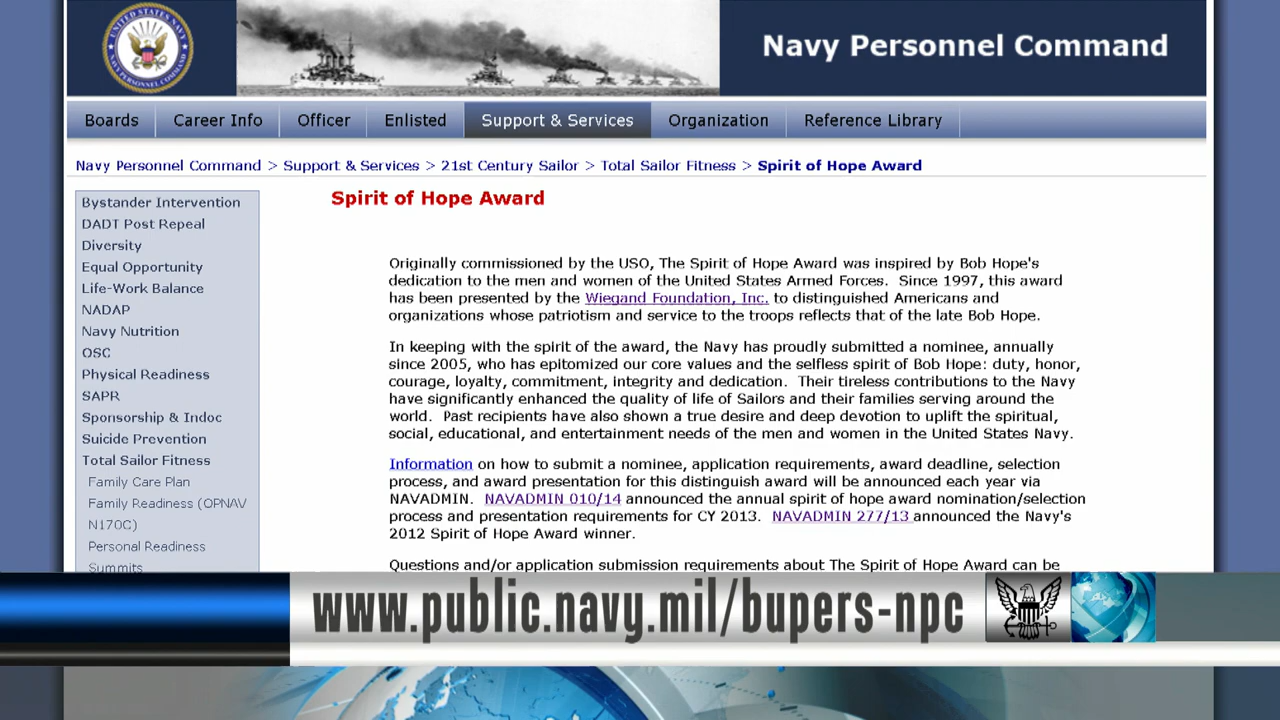 UNITED STATES NAVY
NAVY PERSONNEL COMMAND
Navy Personnel Command
Boards Career Info Officer Enlisted Support & Services Organization Reference Library
Navy Personnel Command > Support & Services > 21st Century Sailor > Total Sailor Fitness > Spirit of Hope Award
Bystander Intervention
DADT Post Repeal
Diversity
Equal Opportunity
Life-Work Balance
NADAP
Navy Nutrition
OSC
Physical Readiness
SAPR
Sponsorship & Indoc
Suicide Prevention
Total Sailor Fitness
Family Care Plan
Family Readiness (OPNAV
N170C)
Personal Readiness
Summits
Spirit of Hope Award
Originally commissioned by the USO, The Spirit of Hope Award was inspired by Bob Hope's
dedication to the men and women of the United States Armed Forces. Since 1997, this award
has been presented by the Wiegand Foundation, Inc. to distinguished Americans and
organizations whose patriotism and service to the troops reflects that of the late Bob Hope.
In keeping with the spirit of the award, the Navy has proudly submitted a nominee, annually
since 2005, who has epitomized our core values and the selfless spirit of Bob Hope: duty, honor,
courage, loyalty, commitment, integrity and dedication. Their tireless contributions to the Navy
have significantly enhanced the quality of life of Sailors and their families serving around the
world. Past recipients have also shown a true desire and deep devotion to uplift the spiritual,
social, educational, and entertainment needs of the men and women in the United States Navy.
Information on how to submit a nominee, application requirements, award deadline, selection
process, and award presentation for this distinguish award will be announced each year via
NAVADMIN. NAVADMIN 010/14 announced the annual spirit of hope award nomination/selection
process and presentation requirements for CY 2013. NAVADMIN 277/13 announced the Navy's
2012 Spirit of Hope Award winner.
Questions and/or application submission requirements about The Spirit of Hope Award can be
www.public.navy.mil/bupers-npc